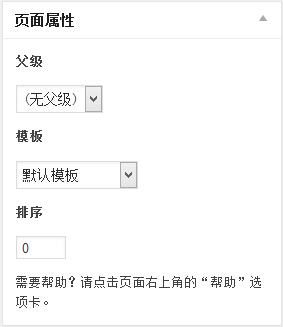 页面属性
父级
（无父级）
模板
默认模板
排序
0
需要帮助？请点击页面右上角的“帮助”选
项卡。